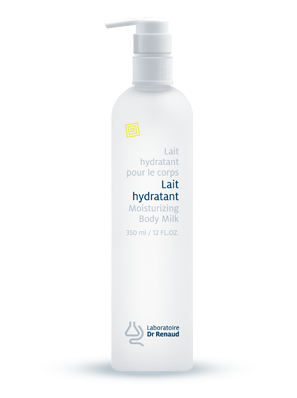 Lait
hydratant
pour le corps
Lait
hydratant
Moisturizing
Body Milk
350 ml / 12 FL.OZ.
Laboratoire
Dr Renaud